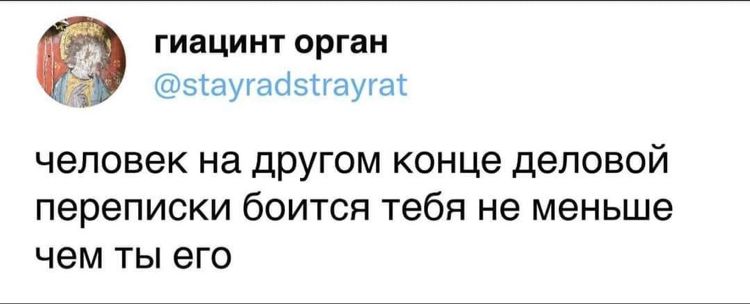 гиацинт орган
@stayradstrayrat
человек на другом конце деловой
переписки боится тебя не меньше
чем ты его